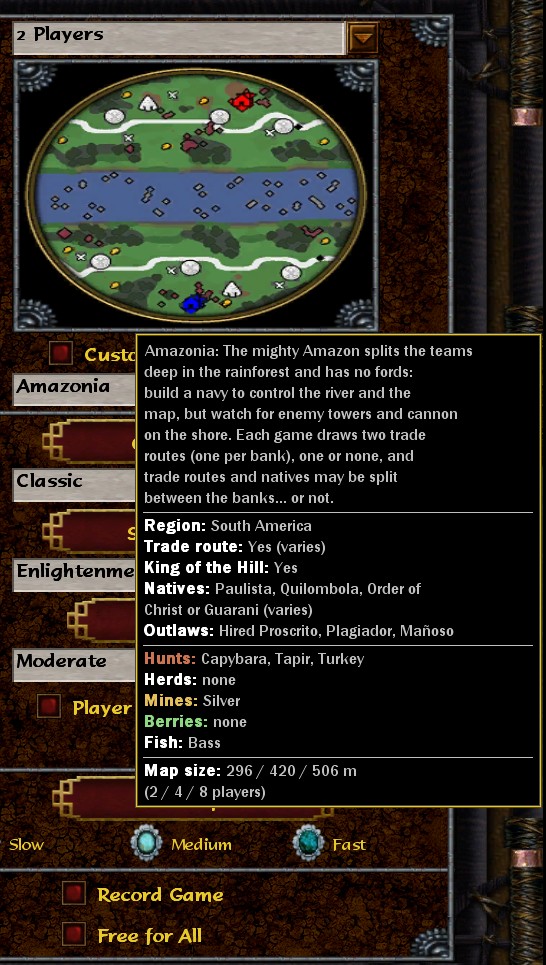 2 Players
Custo
Amazonia
Classic
S
Enlightenme
Moderate
Player
Amazonia: The mighty Amazon splits the teams
deep in the rainforest and has no fords:
build a navy to control the river and the
map, but watch for enemy towers and cannon
on the shore. Each game draws two trade
routes (one per bank), one or none, and
trade routes and natives may be split
between the banks... or not.
Region: South America
Trade route: Yes (varies)
King of the Hill: Yes
Natives: Paulista, Quilombola, Order of
Christ or Guarani (varies)
Outlaws: Hired Proscrito, Plagiador, Mañoso
Hunts: Capybara, Tapir, Turkey
Herds: none
Mines: Silver
Berries: none
Fish: Bass
Map size: 296 / 420 / 506 m
(2 / 4 / 8 players)
Slow Medium Fast
Record Game
Free for All